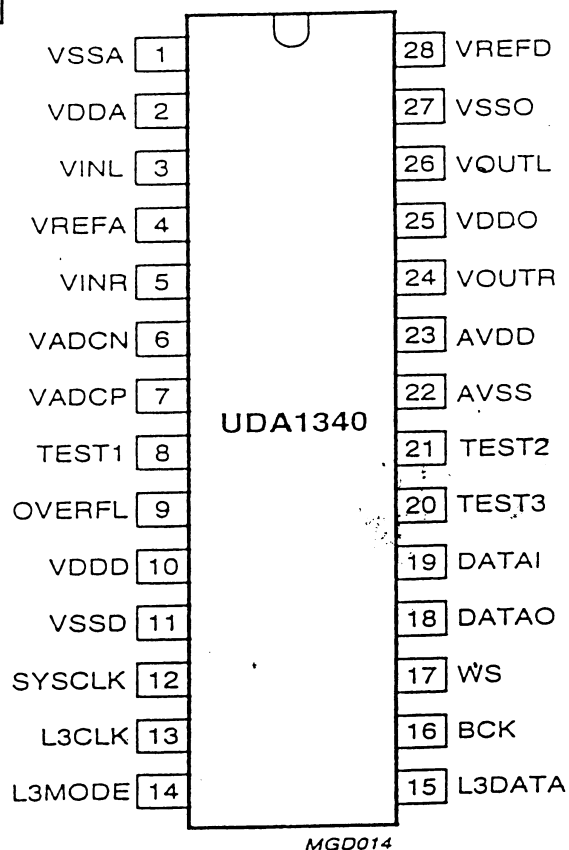 VSSA 1
VDDA 2
VINL 3
VREFA 4
VINR 5
VADCN 6
VADCP 7
TEST1 8
OVERFL 9
VDDD 10
VSSD 11
SYSCLK 12
L3CLK 13
L3MODE 14
UDA1340
28 VREFD
27 VSSO
26 VOUTL
25 VDDO
24 VOUTR
23 AVDD
22 AVSS
21 TEST2
20 TEST3
19 DATAI
18 DATAO
17 WS
16 BCK
15 L3DATA
MGD014